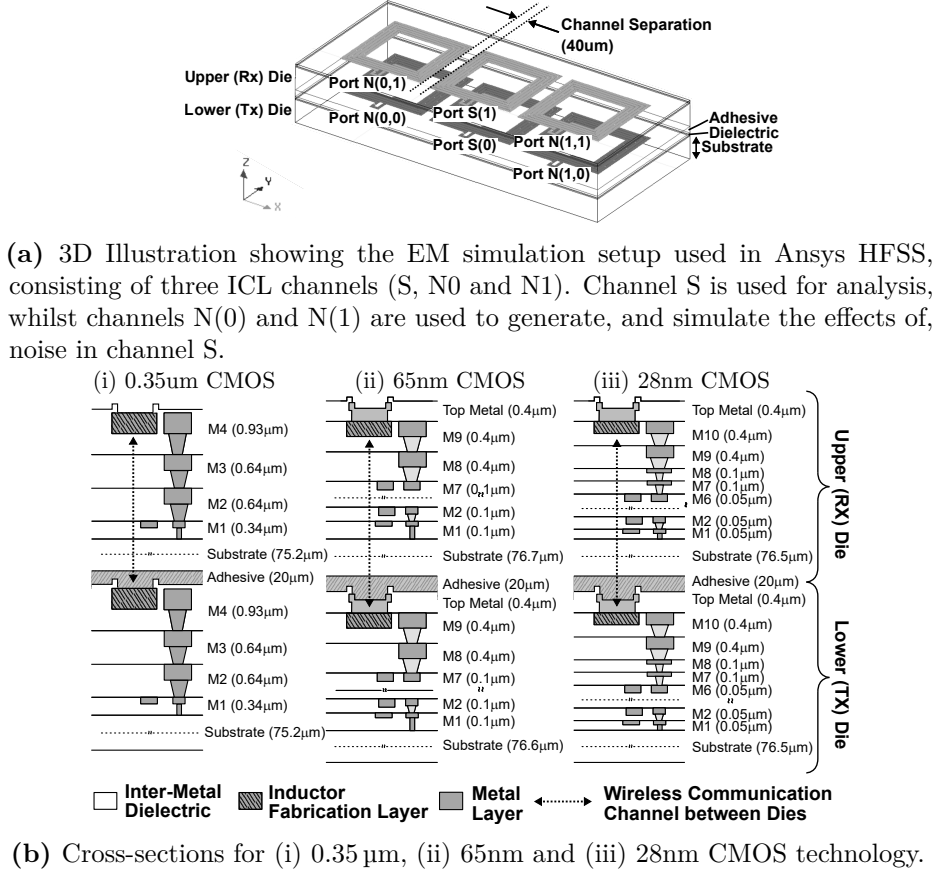 Channel Separation
(40um)
Upper (Rx) Die
Lower (Tx) Die
Port N(0,1)
Port N(0,0)
Port S(1)
Port S(0)
Port N(1,1)
Port N(1,0)
Adhesive
Dielectric
Substrate
Z
Y
X
(a) 3D Illustration showing the EM simulation setup used in Ansys HFSS,
consisting of three ICL channels (S, N0 and N1). Channel S is used for analysis,
whilst channels N(0) and N(1) are used to generate, and simulate the effects of,
noise in channel S.
(i) 0.35um CMOS
M4 (0.93μm)
M3 (0.64μm)
M2 (0.64μm)
M1 (0.34μm)
Substrate (75.2μm)
Adhesive (20μm)
M4 (0.93μm)
M3 (0.64μm)
M2 (0.64μm)
M1 (0.34μm)
Substrate (75.2μm)
(ii) 65nm CMOS
Top Metal (0.4μm)
M9 (0.4μm)
M8 (0.4μm)
M7 (0.1μm)
M2 (0.1μm)
M1 (0.1μm)
Substrate (76.7μm)
Adhesive (20μm)
Top Metal (0.4μm)
M9 (0.4μm)
M8 (0.4μm)
M7 (0.1μm)
M2 (0.1μm)
M1 (0.1μm)
Substrate (76.6μm)
(iii) 28nm CMOS
Top Metal (0.4μm)
M10 (0.4μm)
M9 (0.4μm)
M8 (0.1μm)
M7 (0.1μm)
M6 (0.05μm)
M2 (0.05μm)
M1 (0.05μm)
Substrate (76.5μm)
Adhesive (20μm)
Top Metal (0.4μm)
M10 (0.4μm)
M9 (0.4μm)
M8 (0.1μm)
M7 (0.1μm)
M6 (0.05μm)
M2 (0.05μm)
M1 (0.05μm)
Substrate (76.5μm)
Upper (RX) Die
Lower (TX) Die
Inter-Metal
Dielectric
Inductor
Fabrication Layer
Metal
Layer
Wireless Communication
Channel between Dies
(b) Cross-sections for (i) 0.35 μm, (ii) 65nm and (iii) 28nm CMOS technology.